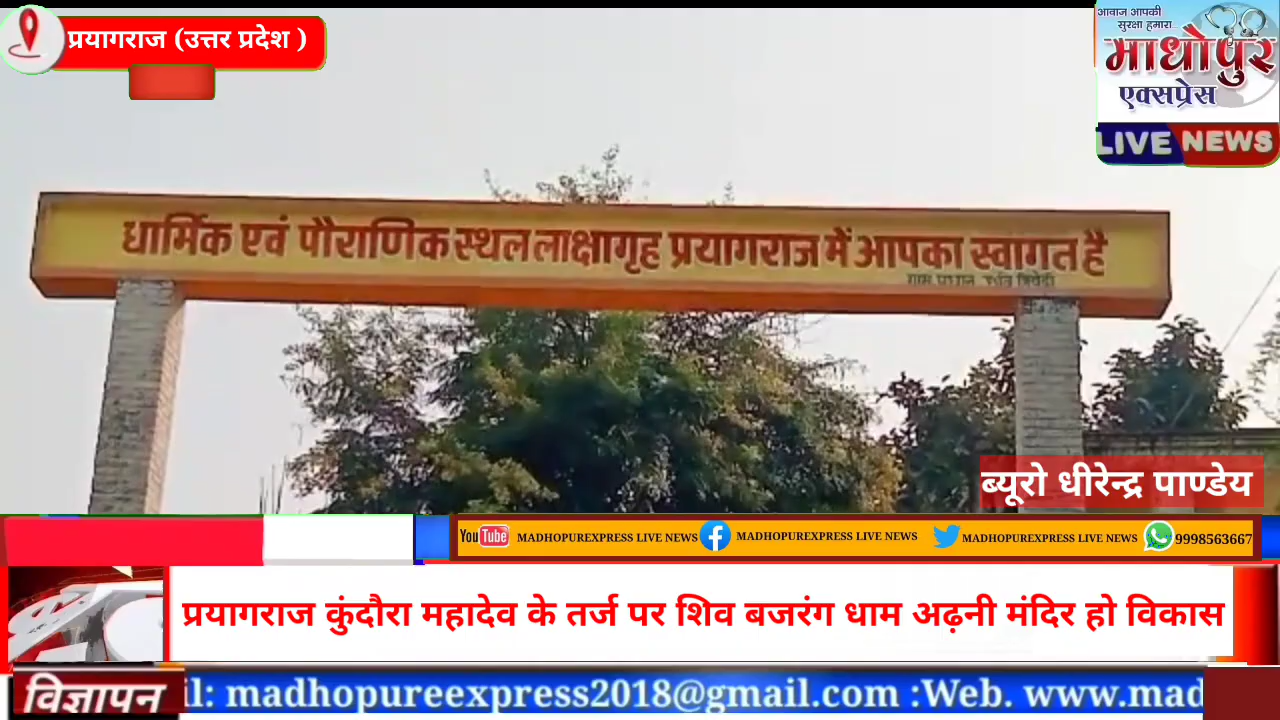 प्रयागराज (उत्तर प्रदेश )
आवाज आपकी
सुरक्षा हमारा
माधोपुर
एक्सप्रेस
LIVE NEWS
धार्मिक एवं पौराणिक स्थल लाक्षागृह प्रयागराज में आपका स्वागत है
त्रिवेदी
ब्यूरो धीरेन्द्र पाण्डेय
YouTube MADHOPUREXPRESS LIVE NEWS MADHOPUREXPRESS LIVE NEWS MADHOPUREXPRESS LIVE NEWS 9998563667
प्रयागराज कुंदौरा महादेव के तर्ज पर शिव बजरंग धाम अढ़नी मंदिर हो विकास
विज्ञापन il: madhopureexpress2018@gmail.com :Web. www.mad